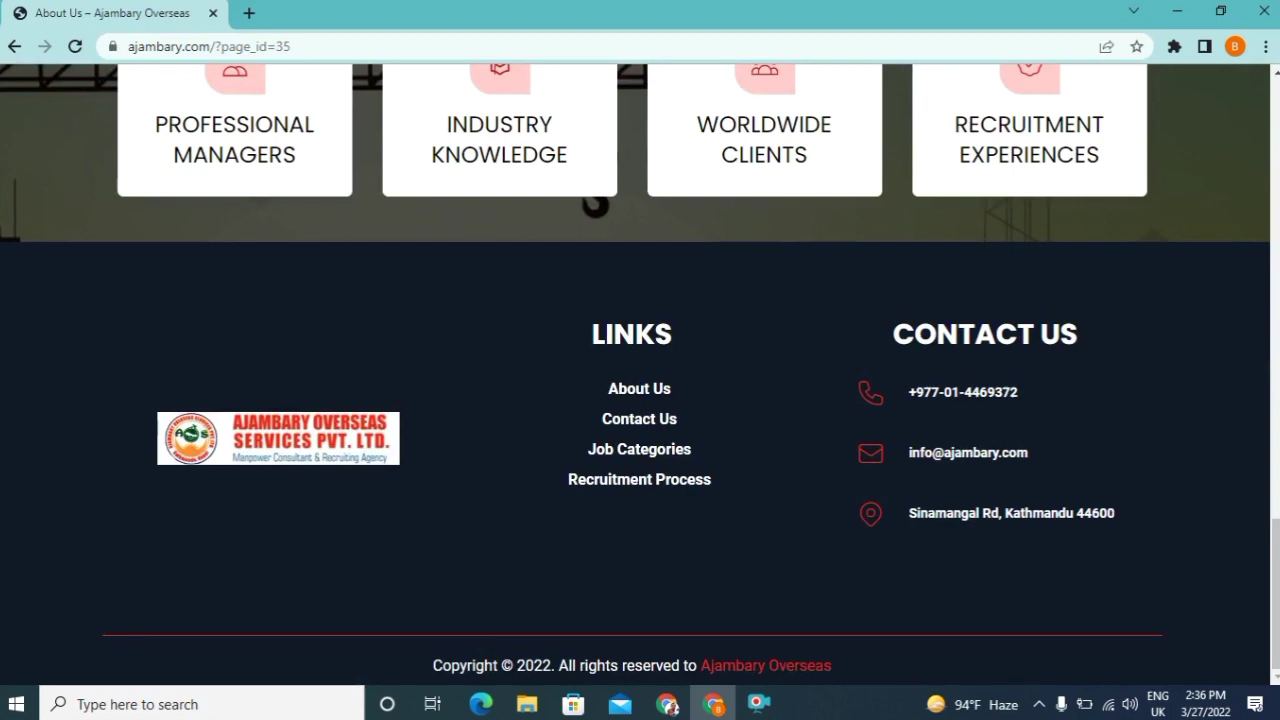 About Us – Ajambary Overseas
ajambary.com/?page_id=35
B
PROFESSIONAL
MANAGERS
INDUSTRY
KNOWLEDGE
WORLDWIDE
CLIENTS
RECRUITMENT
EXPERIENCES
AJAMBARY OVERSEAS
SERVICES PVT. LTD.
Manpower Consultant & Recruiting Agency
LINKS
About Us
Contact Us
Job Categories
Recruitment Process
CONTACT US
+977-01-4469372
info@ajambary.com
Sinamangal Rd, Kathmandu 44600
Copyright © 2022. All rights reserved to Ajambary Overseas
Type here to search
94°F Haze
ENG
UK
2:36 PM
3/27/2022